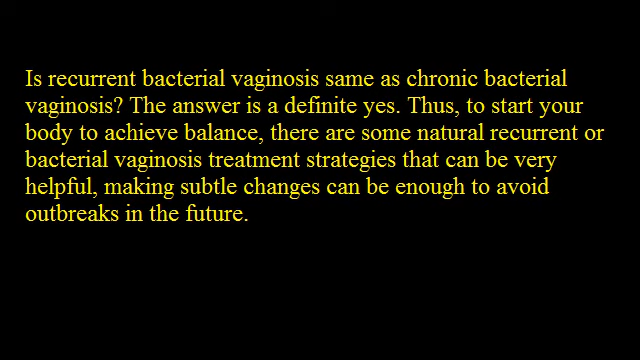 Is recurrent bacterial vaginosis same as chronic bacterial
vaginosis? The answer is a definite yes. Thus, to start your
body to achieve balance, there are some natural recurrent or
bacterial vaginosis treatment strategies that can be very
helpful, making subtle changes can be enough to avoid
outbreaks in the future.